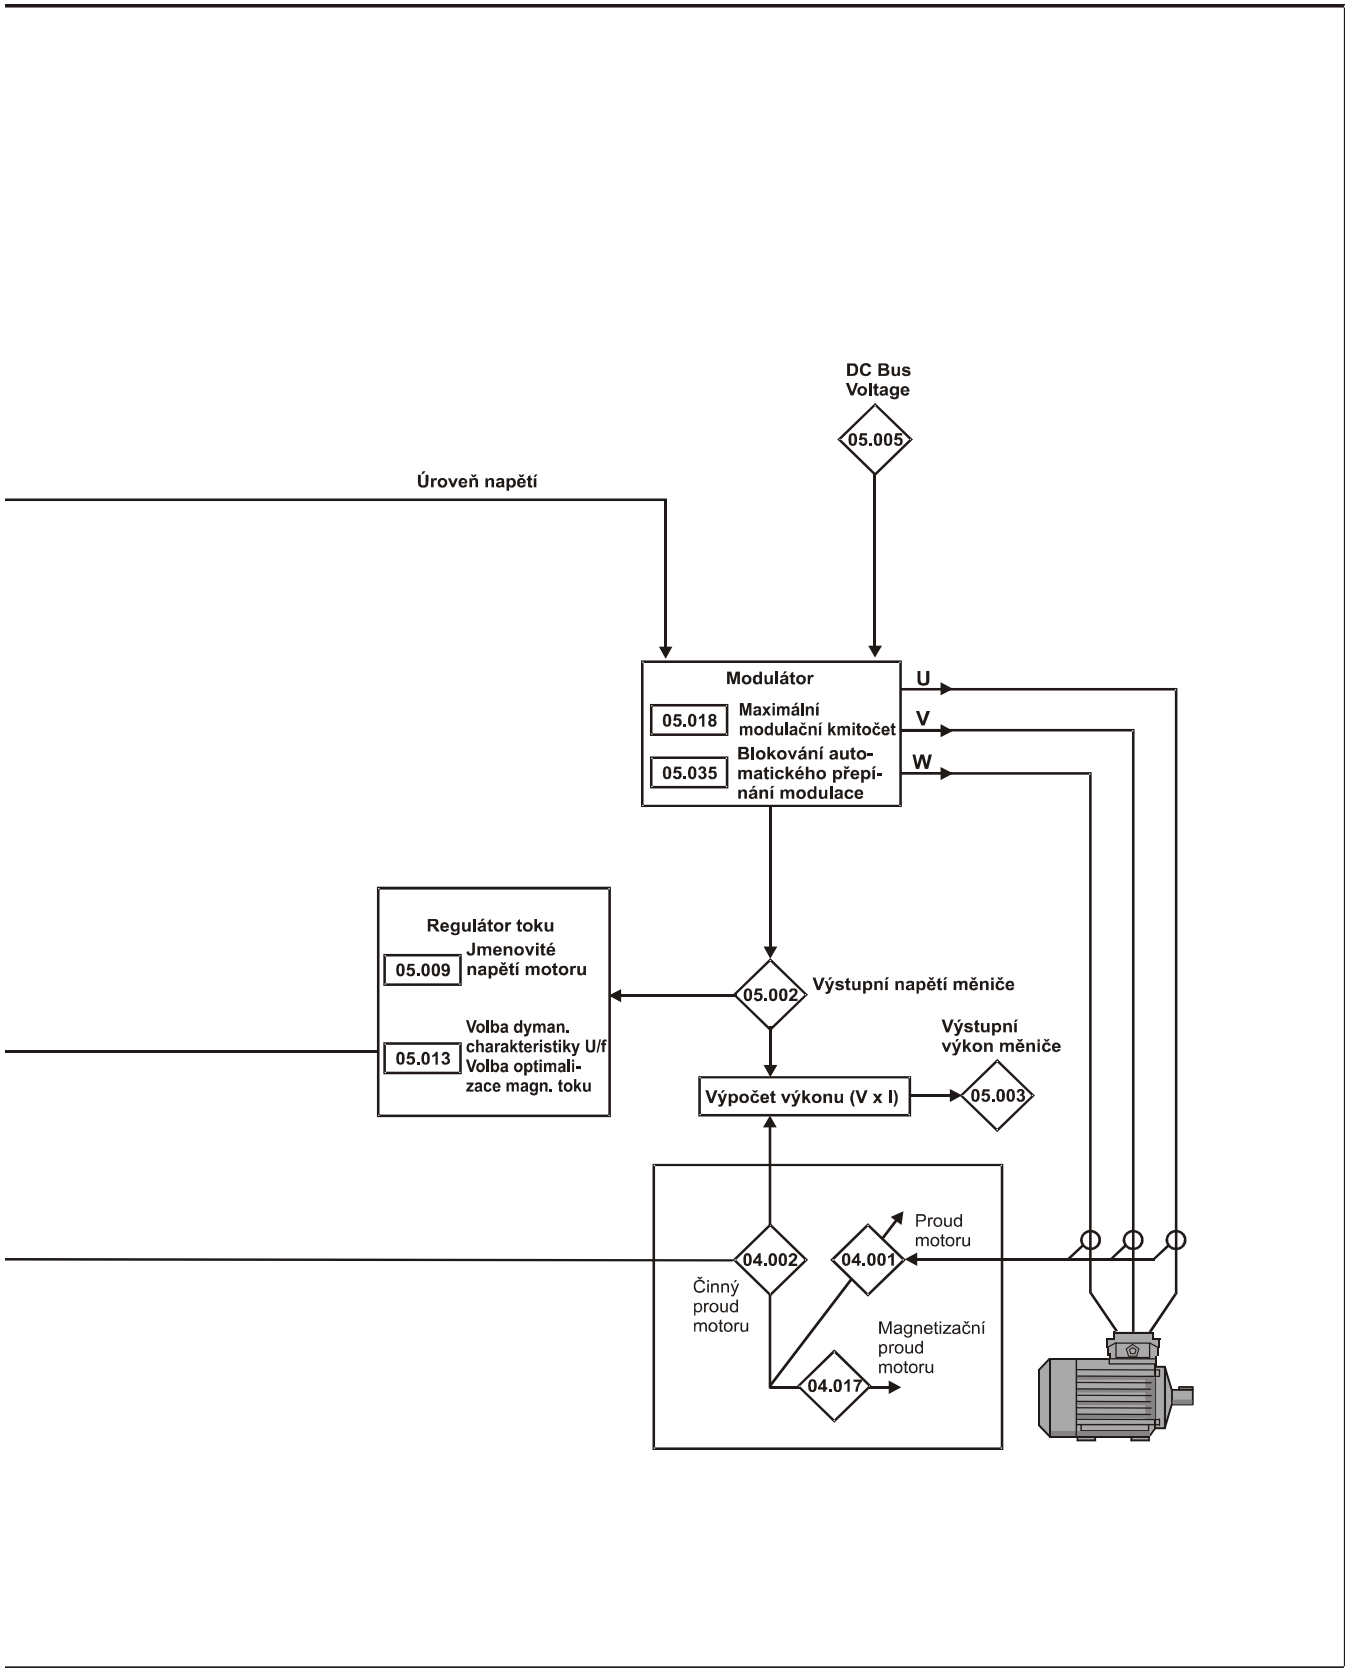 DC Bus
Voltage
05.005
Úroveň napětí
Modulátor
05.018
Maximální
modulační kmitočet
05.035
Blokování auto-
matického přepí-
nání modulace
U
V
W
Regulátor toku
05.009
Jmenovité
napětí motoru
05.013
Volba dyman.
charakteristiky U/f
Volba optimali-
zace magn. toku
05.002
Výstupní napětí měniče
Výstupní
výkon měniče
Výpočet výkonu (V x I)
05.003
04.002
Činný
proud
motoru
04.001
Proud
motoru
Magnetizační
proud
motoru
04.017